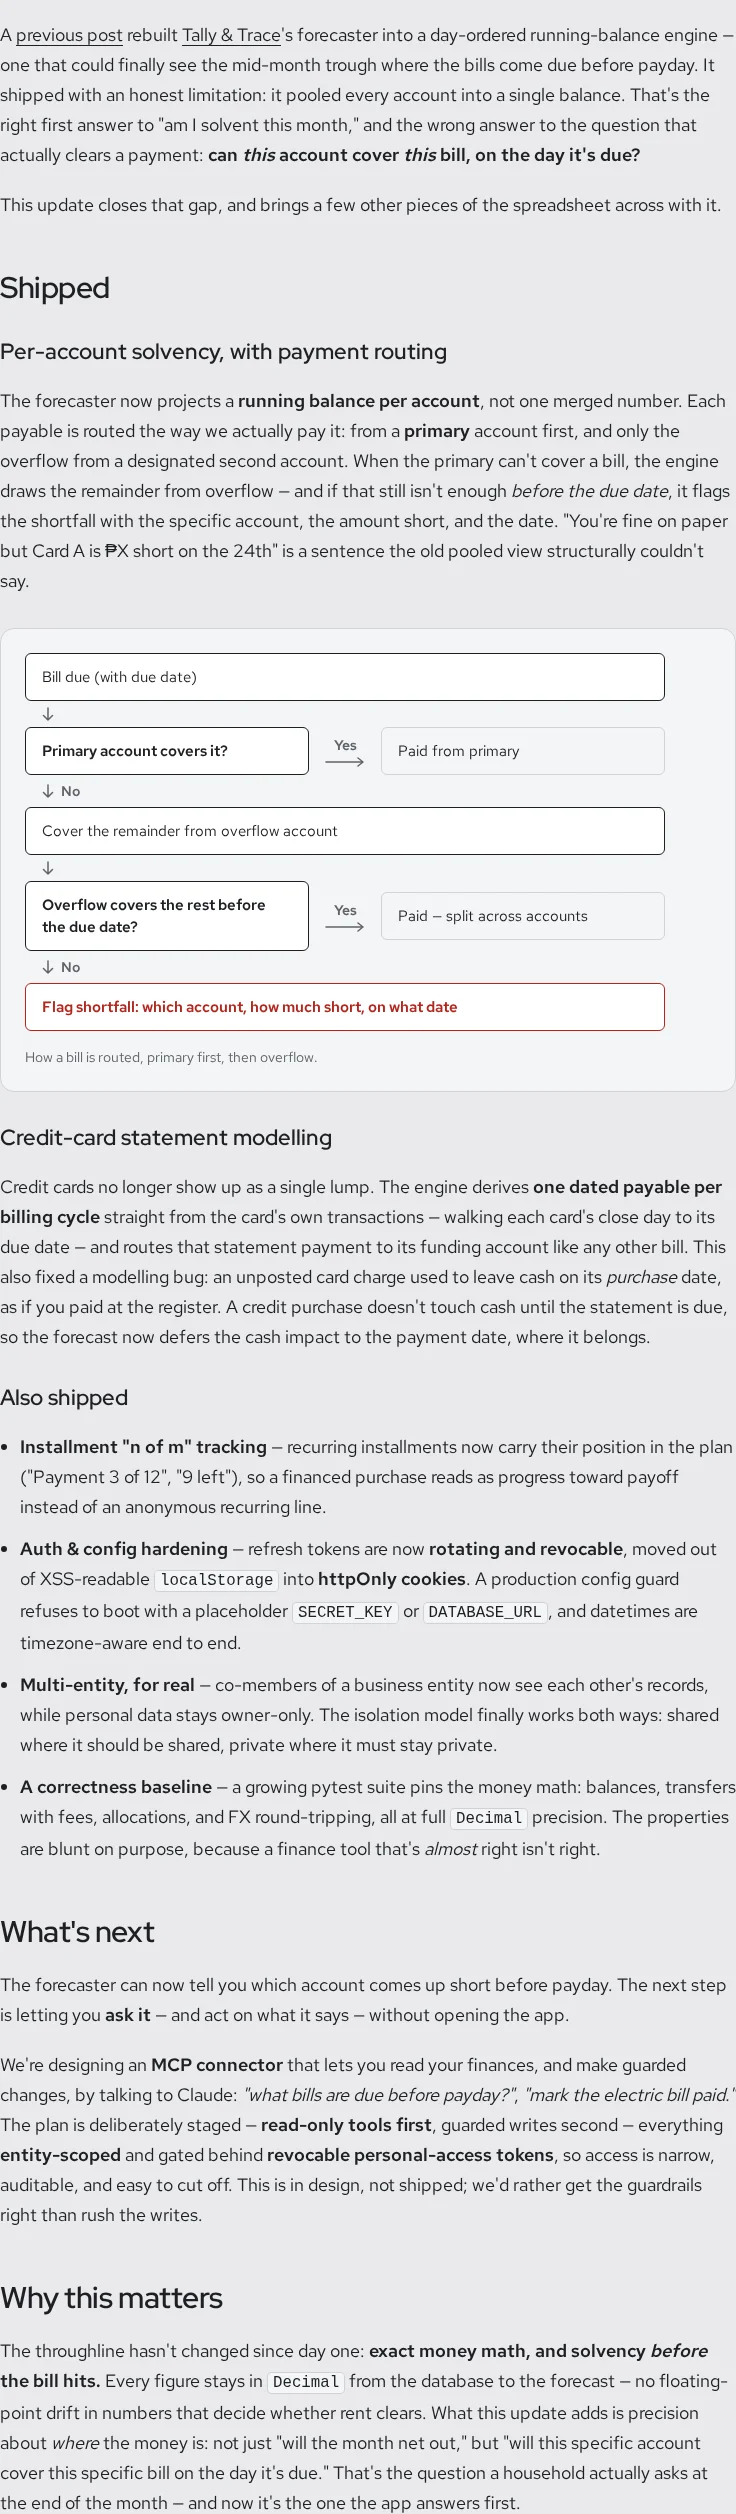 A previous post rebuilt Tally & Trace's forecaster into a day-ordered running-balance engine —
one that could finally see the mid-month trough where the bills come due before payday. It
shipped with an honest limitation: it pooled every account into a single balance. That's the
right first answer to "am I solvent this month," and the wrong answer to the question that
actually clears a payment: can this account cover this bill, on the day it's due?
This update closes that gap, and brings a few other pieces of the spreadsheet across with it.
Shipped
Per-account solvency, with payment routing
The forecaster now projects a running balance per account, not one merged number. Each
payable is routed the way we actually pay it: from a primary account first, and only the
overflow from a designated second account. When the primary can't cover a bill, the engine
draws the remainder from overflow — and if that still isn't enough before the due date, it flags
the shortfall with the specific account, the amount short, and the date. "You're fine on paper
but Card A is ₱X short on the 24th" is a sentence the old pooled view structurally couldn't
say.
Bill due (with due date)
↓
Primary account covers it?
Yes
→
Paid from primary
↓ No
Cover the remainder from overflow account
↓
Overflow covers the rest before
the due date?
Yes
→
Paid — split across accounts
↓ No
Flag shortfall: which account, how much short, on what date
How a bill is routed, primary first, then overflow.
Credit-card statement modelling
Credit cards no longer show up as a single lump. The engine derives one dated payable per
billing cycle straight from the card's own transactions — walking each card's close day to its
due date — and routes that statement payment to its funding account like any other bill. This
also fixed a modelling bug: an unposted card charge used to leave cash on its purchase date,
as if you paid at the register. A credit purchase doesn't touch cash until the statement is due,
so the forecast now defers the cash impact to the payment date, where it belongs.
Also shipped
• Installment "n of m" tracking — recurring installments now carry their position in the plan
("Payment 3 of 12", "9 left"), so a financed purchase reads as progress toward payoff
instead of an anonymous recurring line.
• Auth & config hardening — refresh tokens are now rotating and revocable, moved out
of XSS-readable localStorage into httpOnly cookies. A production config guard
refuses to boot with a placeholder SECRET_KEY or DATABASE_URL, and datetimes are
timezone-aware end to end.
• Multi-entity, for real — co-members of a business entity now see each other's records,
while personal data stays owner-only. The isolation model finally works both ways: shared
where it should be shared, private where it must stay private.
• A correctness baseline — a growing pytest suite pins the money math: balances, transfers
with fees, allocations, and FX round-tripping, all at full Decimal precision. The properties
are blunt on purpose, because a finance tool that's almost right isn't right.
What's next
The forecaster can now tell you which account comes up short before payday. The next step
is letting you ask it — and act on what it says — without opening the app.
We're designing an MCP connector that lets you read your finances, and make guarded
changes, by talking to Claude: "what bills are due before payday?", "mark the electric bill paid."
The plan is deliberately staged — read-only tools first, guarded writes second — everything
entity-scoped and gated behind revocable personal-access tokens, so access is narrow,
auditable, and easy to cut off. This is in design, not shipped; we'd rather get the guardrails
right than rush the writes.
Why this matters
The throughline hasn't changed since day one: exact money math, and solvency before
the bill hits. Every figure stays in Decimal from the database to the forecast — no floating-
point drift in numbers that decide whether rent clears. What this update adds is precision
about where the money is: not just "will the month net out," but "will this specific account
cover this specific bill on the day it's due." That's the question a household actually asks at
the end of the month — and now it's the one the app answers first.